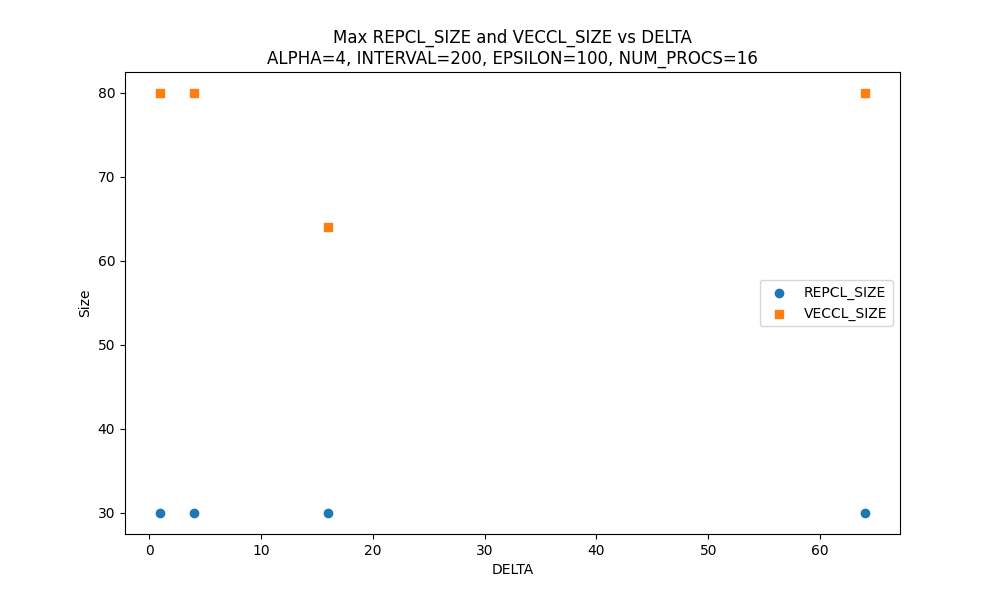 Max REPCL_SIZE and VECCL_SIZE vs DELTA
ALPHA=4, INTERVAL=200, EPSILON=100, NUM_PROCS=16
80
70
60
50
40
30
Size
REPCL_SIZE
VECCL_SIZE
0 10 20 30 40 50 60
DELTA